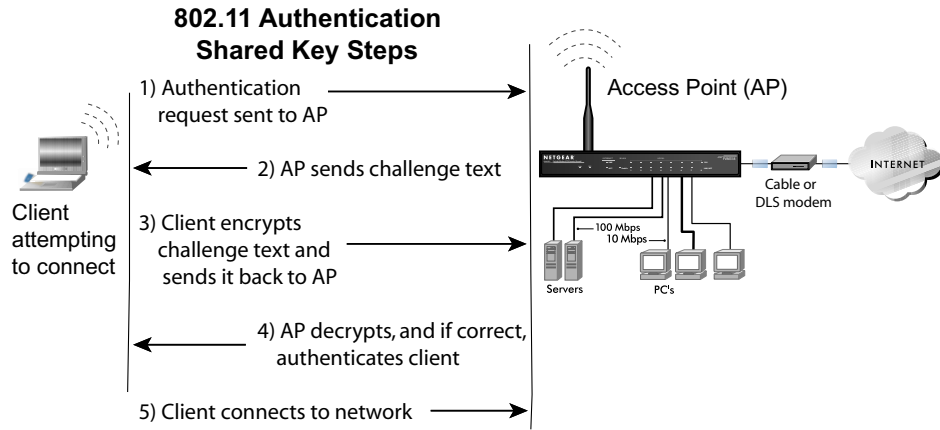 802.11 Authentication
Shared Key Steps
1) Authentication
request sent to AP
Access Point (AP)
2) AP sends challenge text
NETGEAR
INTERNET
Cable or
DLS modem
Client
attempting
to connect
3) Client encrypts
challenge text and
sends it back to AP
100 Mbps
10 Mbps
Servers
PC's
4) AP decrypts, and if correct,
authenticates client
5) Client connects to network